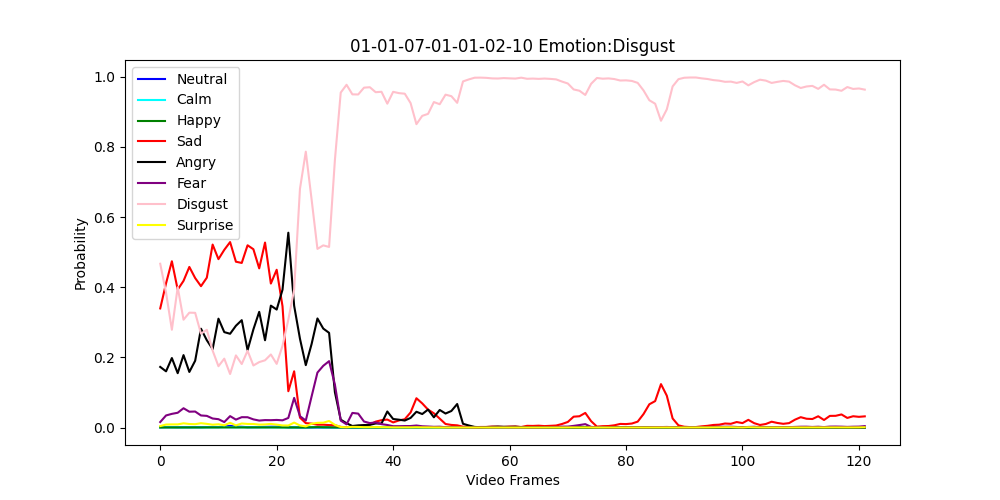 01-01-07-01-01-02-10 Emotion:Disgust
1.0
0.8
0.6
0.4
0.2
0.0
Probability
Neutral
Calm
Happy
Sad
Angry
Fear
Disgust
Surprise
0 20 40 60 80 100 120
Video Frames